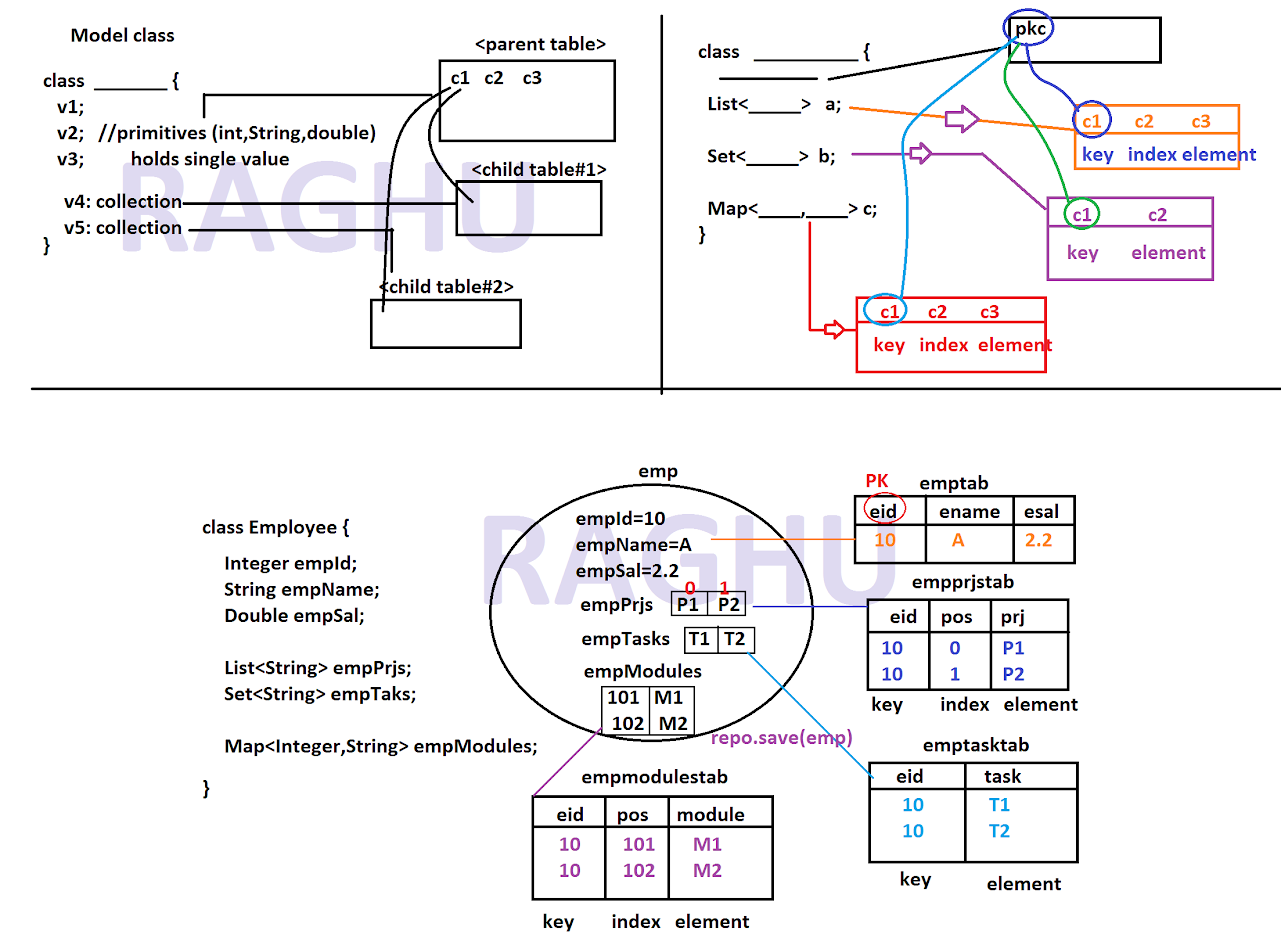 Model class
class ________ {
v1;
v2; //primitives (int,String,double)
v3; holds single value
v4: collection
v5: collection
}
<parent table>
c1 c2 c3
<child table#1>
<child table#2>
RAGHU
pkc
class ___________ {
List<_____> a;
Set<_____> b;
Map<____,____> c;
}
c1 c2 c3
key index element
c1 c2
key element
c1 c2 c3
key index element
class Employee {
Integer empId;
String empName;
Double empSal;
List<String> empPrjs;
Set<String> empTaks;
Map<Integer,String> empModules;
}
RAGHU
emp
empId=10
empName=A
empSal=2.2
0 1
empPrjs P1 P2
empTasks T1 T2
empModules
101 M1
102 M2
repo.save(emp)
PK emptab
eid ename esal
10 A 2.2
empprjstab
eid pos prj
10 0 P1
10 1 P2
key index element
emptasktab
eid task
10 T1
10 T2
key element
empmodulestab
eid pos module
10 101 M1
10 102 M2
key index element